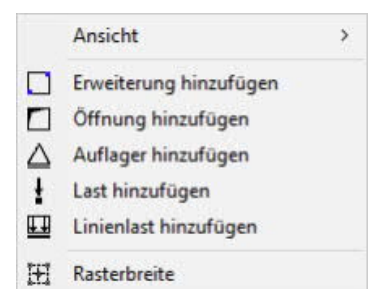 Ansicht
Erweiterung hinzufügen
Öffnung hinzufügen
Auflager hinzufügen
Last hinzufügen
Linienlast hinzufügen
Rasterbreite